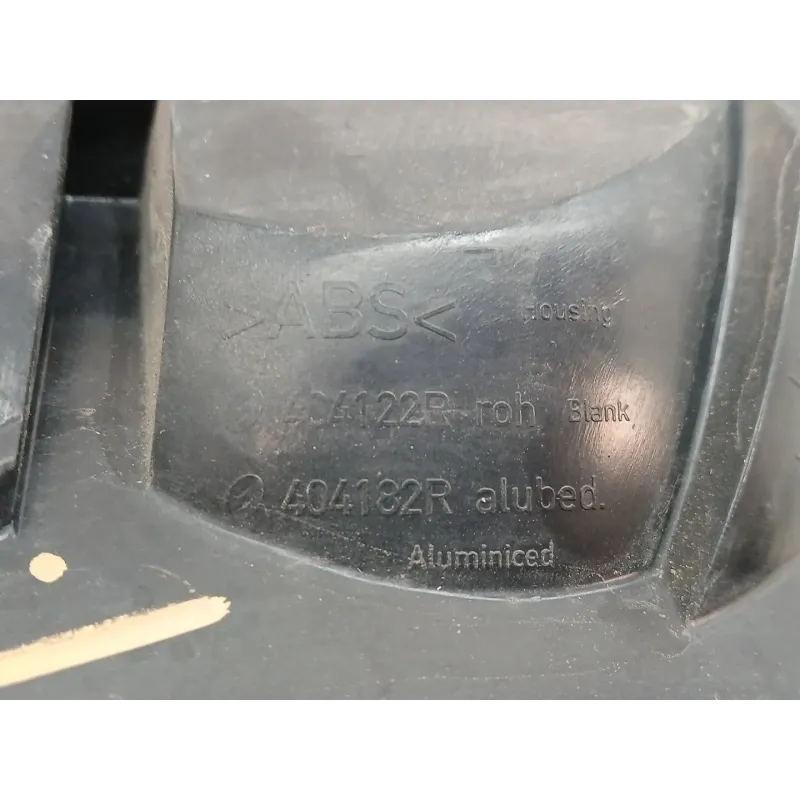 >ABS< Housing
404122R roh Blank
404182R alubed.
Aluminiced